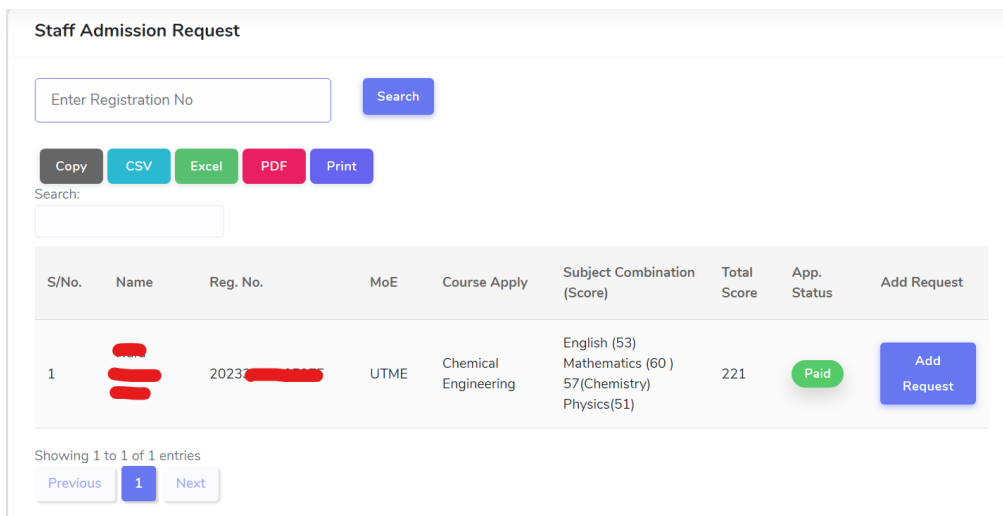 Staff Admission Request
Enter Registration No
Search
Copy CSV Excel PDF Print
Search:
S/No. Name Reg. No. MoE Course Apply Subject Combination (Score) Total Score App. Status Add Request
1 20233 UTME Chemical Engineering 221 Paid Add Request
English (53)
Mathematics (60 )
57(Chemistry)
Physics(51)
Showing 1 to 1 of 1 entries
Previous 1 Next